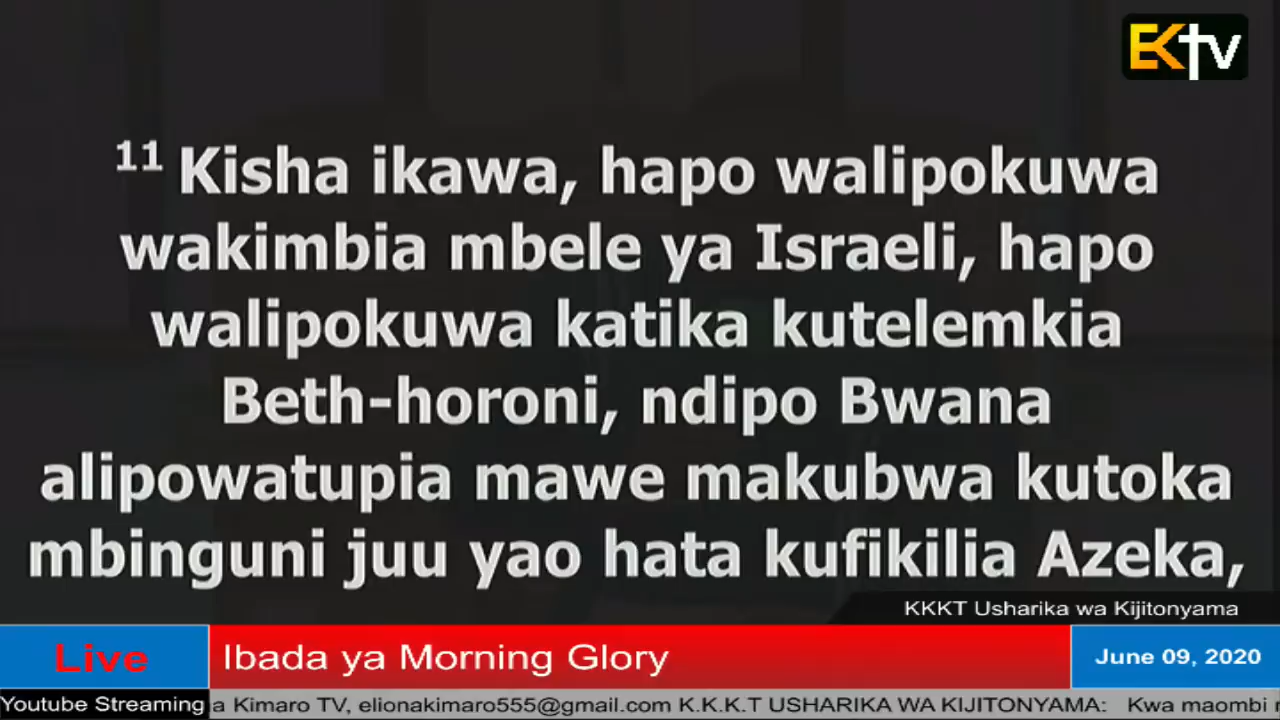 EKTV
11 Kisha ikawa, hapo walipokuwa
wakimbia mbele ya Israeli, hapo
walipokuwa katika kutelemkia
Beth-horoni, ndipo Bwana
alipowatupia mawe makubwa kutoka
mbinguni juu yao hata kufikilia Azeka,
KKKT Usharika wa Kijitonyama
Live
Ibada ya Morning Glory
June 09, 2020
Youtube Streaming
a Kimaro TV, elionakimaro555@gmail.com K.K.K.T USHARIKA WA KIJITONYAMA: Kwa maombi